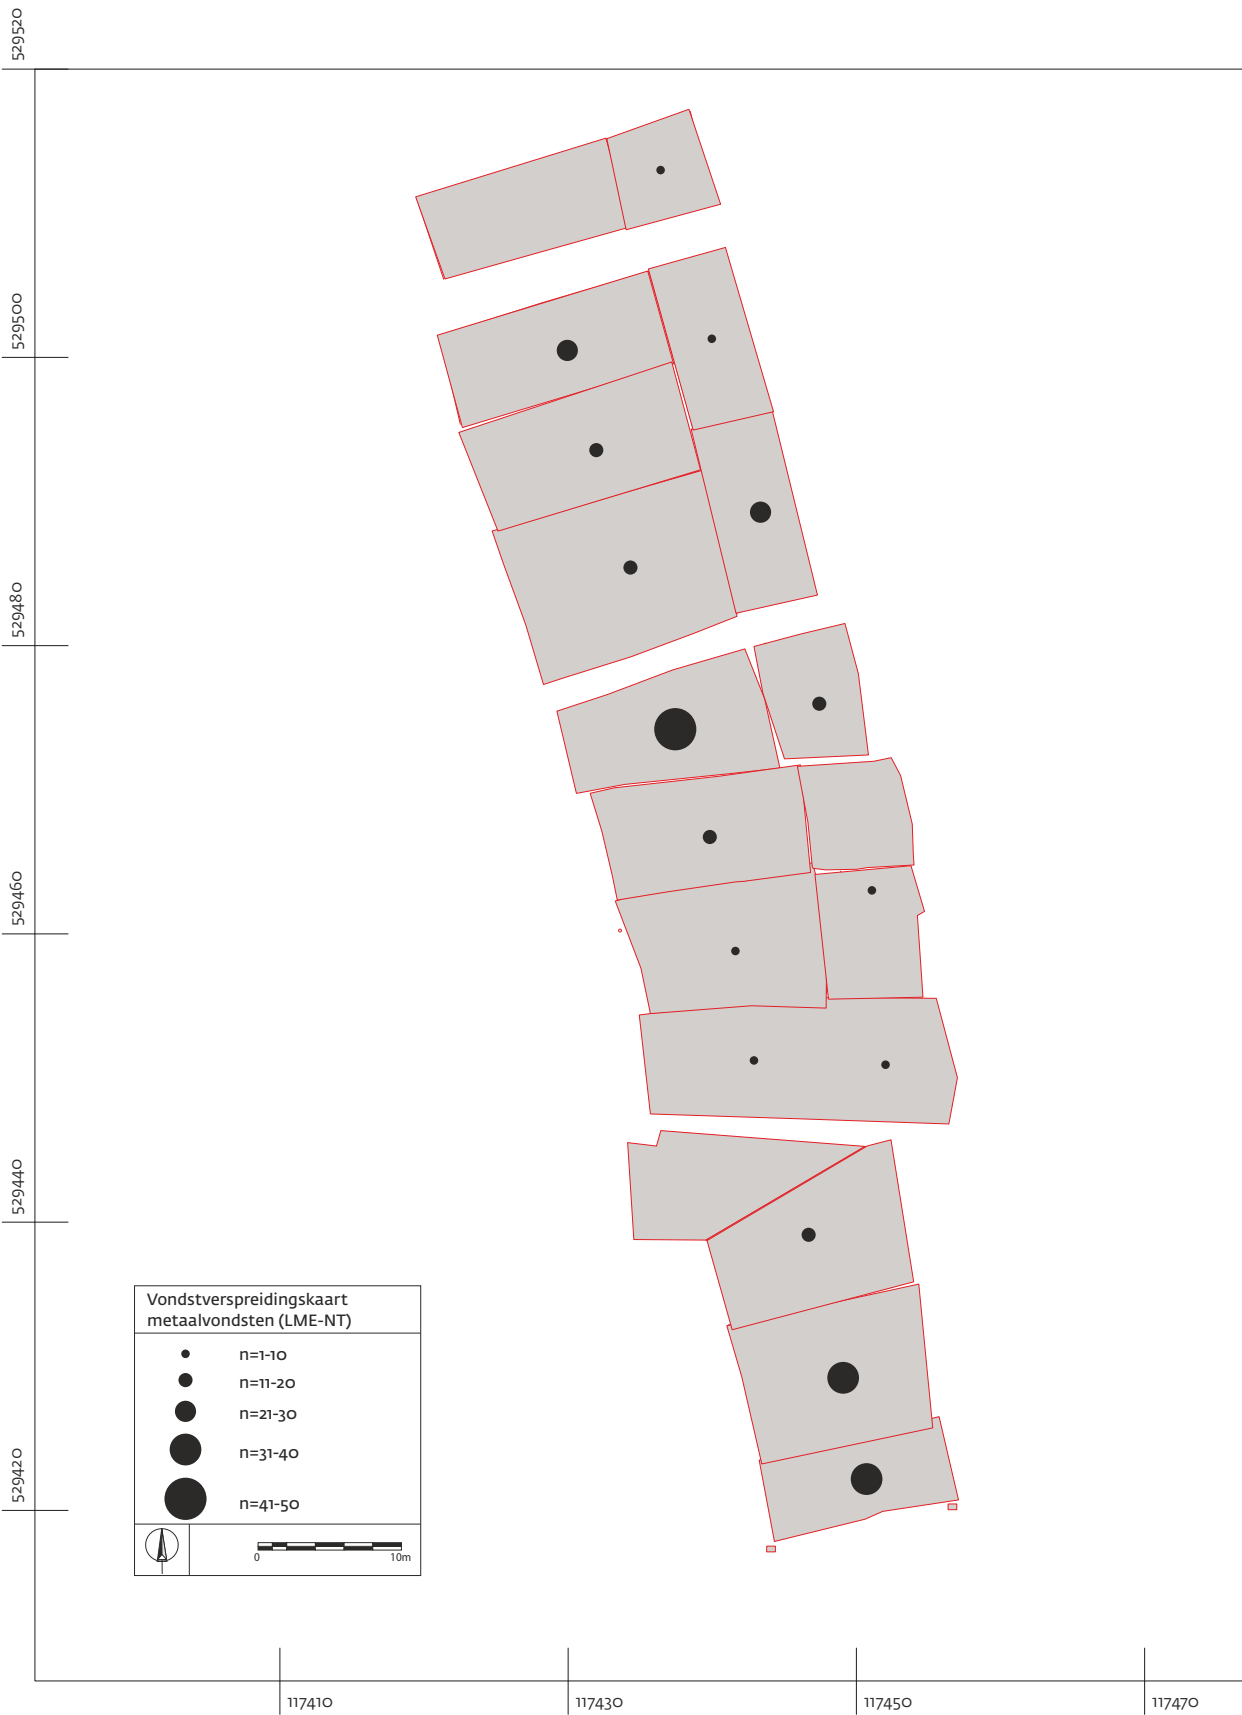 529520
529500
529480
529460
529440
529420
Vondstverspreidingskaart
metaalvondsten (LME-NT)
n=1-10
n=11-20
n=21-30
n=31-40
n=41-50
0 10m
117410 117430 117450 117470